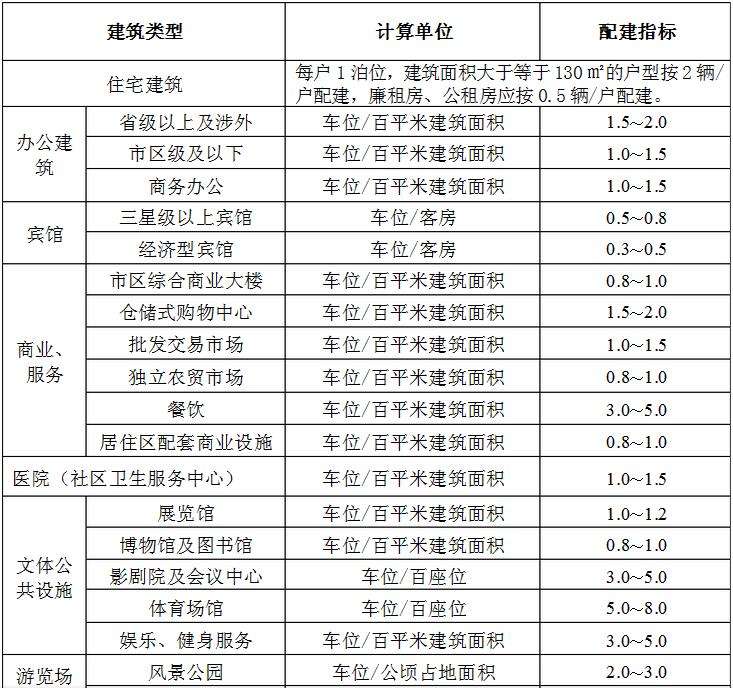 建筑类型 计算单位 配建指标
住宅建筑 每户1泊位，建筑面积大于等于130㎡的户型按2辆/
户配建，廉租房、公租房应按0.5辆/户配建。
办公建
筑
省级以上及涉外 车位/百平米建筑面积 1.5~2.0
市区级及以下 车位/百平米建筑面积 1.0~1.5
商务办公 车位/百平米建筑面积 1.0~1.5
宾馆
三星级以上宾馆 车位/客房 0.5~0.8
经济型宾馆 车位/客房 0.3~0.5
商业、
服务
市区综合商业大楼 车位/百平米建筑面积 0.8~1.0
仓储式购物中心 车位/百平米建筑面积 1.5~2.0
批发交易市场 车位/百平米建筑面积 1.0~1.5
独立农贸市场 车位/百平米建筑面积 0.8~1.0
餐饮 车位/百平米建筑面积 3.0~5.0
居住区配套商业设施 车位/百平米建筑面积 0.8~1.0
医院（社区卫生服务中心） 车位/百平米建筑面积 1.0~1.5
文体公
共设施
展览馆 车位/百平米建筑面积 1.0~1.2
博物馆及图书馆 车位/百平米建筑面积 0.8~1.0
影剧院及会议中心 车位/百座位 3.0~5.0
体育场馆 车位/百座位 5.0~8.0
娱乐、健身服务 车位/百平米建筑面积 3.0~5.0
游览场
风景公园 车位/公顷占地面积 2.0~3.0